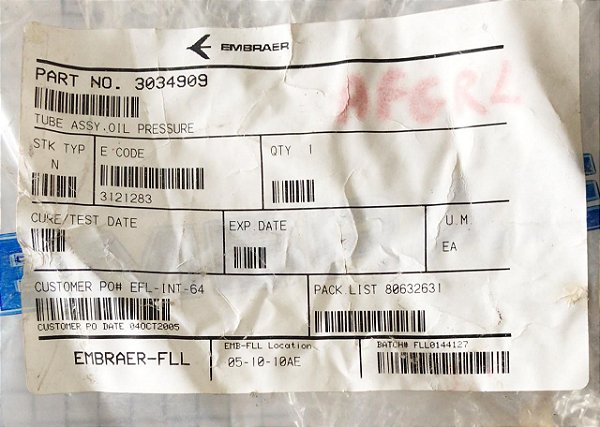 EMBRAER
PART NO. 3034909
AFCRL
TUBE ASSY.OIL PRESSURE
STK TYP
N
E CODE
3121283
QTY 1
CURE/TEST DATE
EXP.DATE
U.M.
EA
CUSTOMER PO# EFL-INT-64
CUSTOMER PO DATE 04OCT2005
PACK.LIST 80632631
EMBRAER-FLL
EMB-FLL Location
05-10-10AE
BATCH# FLL0144127